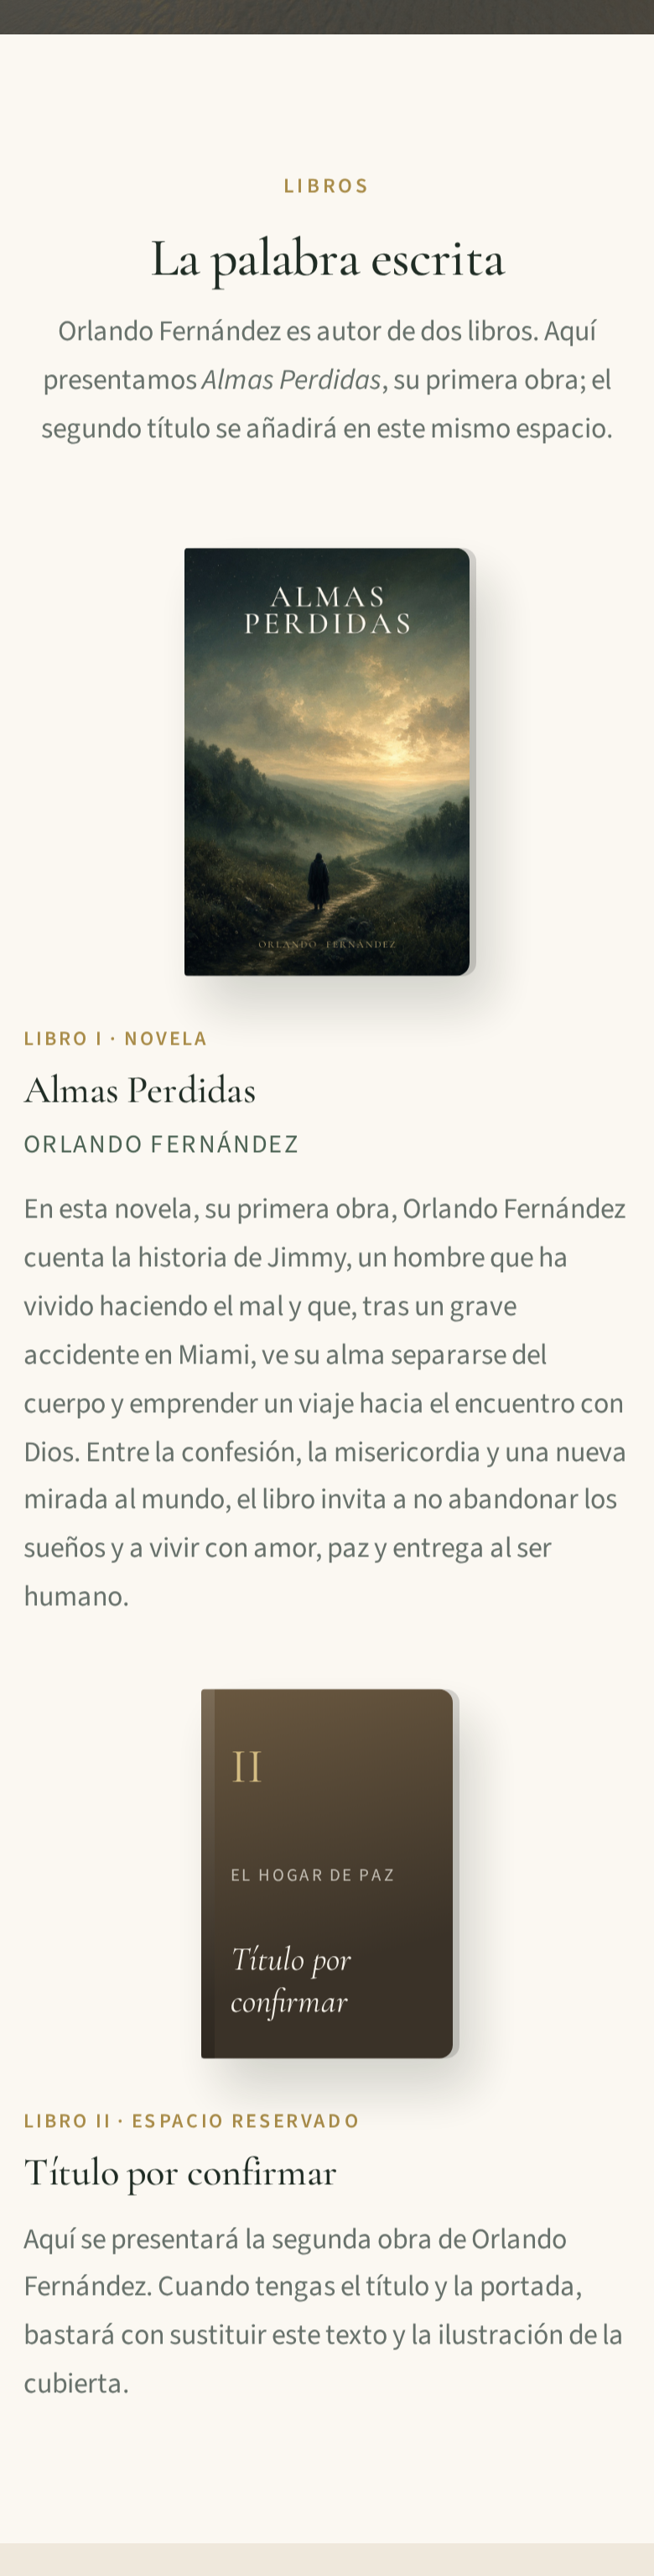 LIBROS
La palabra escrita
Orlando Fernández es autor de dos libros. Aquí
presentamos Almas Perdidas, su primera obra; el
segundo título se añadirá en este mismo espacio.
ALMAS
PERDIDAS
ORLANDO FERNÁNDEZ
LIBRO I · NOVELA
Almas Perdidas
ORLANDO FERNÁNDEZ
En esta novela, su primera obra, Orlando Fernández
cuenta la historia de Jimmy, un hombre que ha
vivido haciendo el mal y que, tras un grave
accidente en Miami, ve su alma separarse del
cuerpo y emprender un viaje hacia el encuentro con
Dios. Entre la confesión, la misericordia y una nueva
mirada al mundo, el libro invita a no abandonar los
sueños y a vivir con amor, paz y entrega al ser
humano.
II
EL HOGAR DE PAZ
Título por
confirmar
LIBRO II · ESPACIO RESERVADO
Título por confirmar
Aquí se presentará la segunda obra de Orlando
Fernández. Cuando tengas el título y la portada,
bastará con sustituir este texto y la ilustración de la
cubierta.